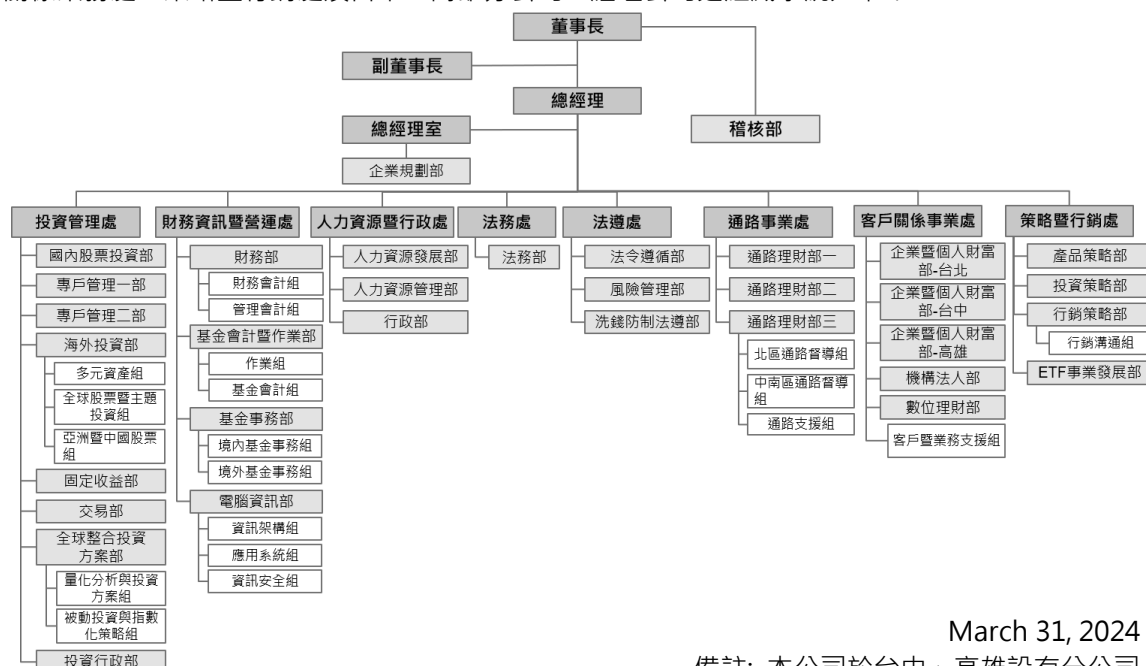 董事長
副董事長
總經理
總經理室
稽核部
企業規劃部
投資管理處
國內股票投資部
專戶管理一部
專戶管理二部
海外投資部
多元資產組
全球股票暨主題
投資組
亞洲暨中國股票
組
固定收益部
交易部
全球整合投資
方案部
量化分析與投資
方案組
被動投資與指數
化策略組
投資行政部
財務資訊暨營運處
財務部
財務會計組
管理會計組
基金會計暨作業部
作業組
基金會計組
基金事務部
境內基金事務組
境外基金事務組
電腦資訊部
資訊架構組
應用系統組
資訊安全組
人力資源暨行政處
人力資源發展部
人力資源管理部
行政部
法務處
法務部
法遵處
法令遵循部
風險管理部
洗錢防制法遵部
通路事業處
通路理財部一
通路理財部二
通路理財部三
北區通路督導組
中南區通路督導
組
通路支援組
客戶關係事業處
企業暨個人財富
部-台北
企業暨個人財富
部-台中
企業暨個人財富
部-高雄
機構法人部
數位理財部
客戶暨業務支援組
策略暨行銷處
產品策略部
投資策略部
行銷策略部
行銷溝通組
ETF事業發展部
March 31, 2024
備註: 本公司於台中、高雄設有分公司